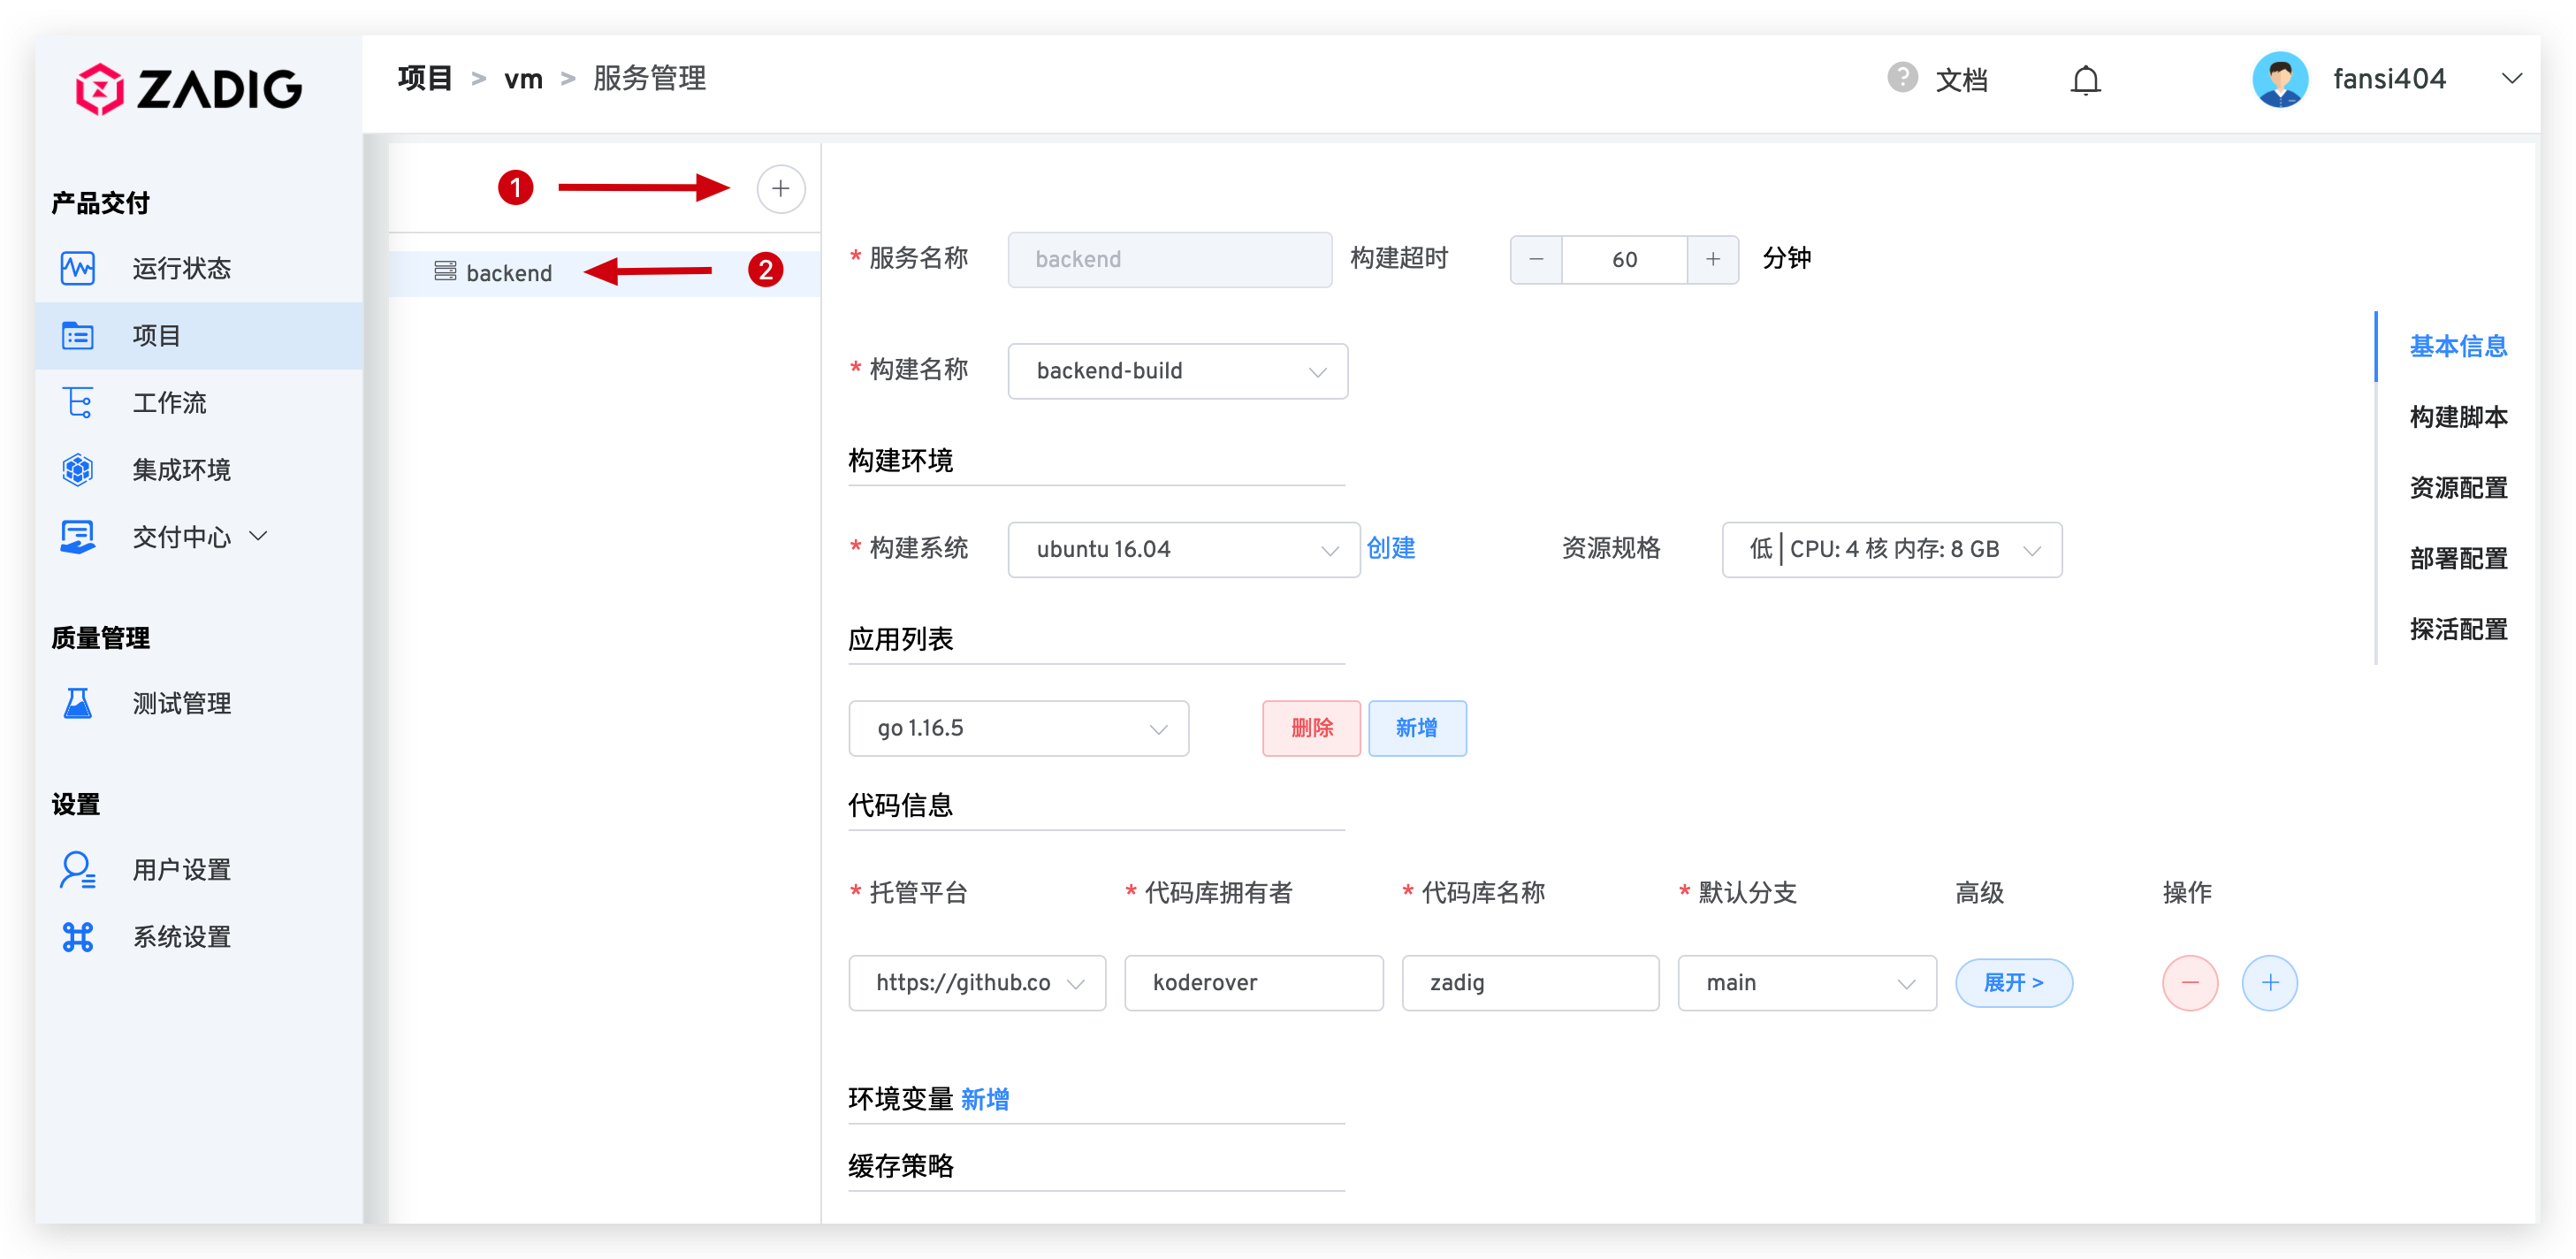 ZADIG
项目 > vm > 服务管理
? 文档
fansi404
产品交付
运行状态
项目
工作流
集成环境
交付中心
质量管理
测试管理
设置
用户设置
系统设置
1
backend
2
* 服务名称 backend 构建超时 60 分钟
* 构建名称 backend-build
构建环境
* 构建系统 ubuntu 16.04 创建 资源规格 低 | CPU: 4 核 内存: 8 GB
应用列表
go 1.16.5 删除 新增
代码信息
* 托管平台 * 代码库拥有者 * 代码库名称 * 默认分支 高级 操作
https://github.co koderover zadig main 展开 >
环境变量 新增
缓存策略
基本信息
构建脚本
资源配置
部署配置
探活配置